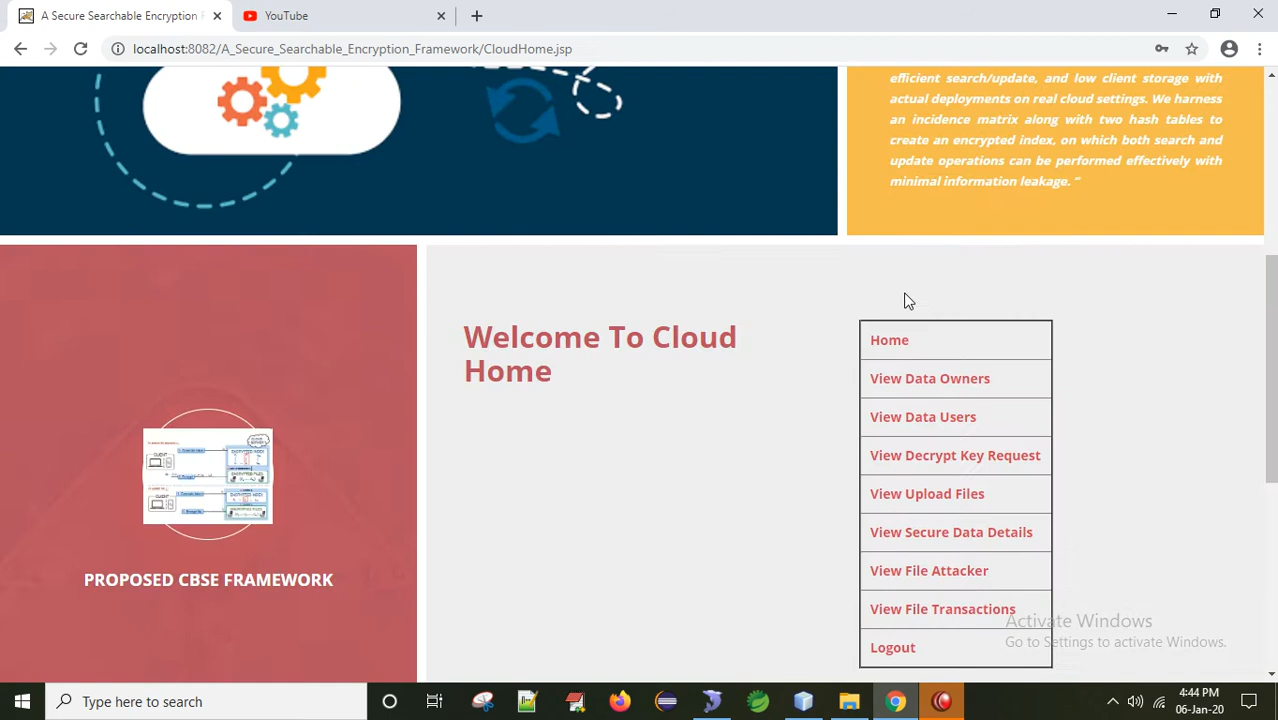 A Secure Searchable Encryption F
YouTube
localhost:8082/A_Secure_Searchable_Encryption_Framework/CloudHome.jsp
efficient search/update, and low client storage with
actual deployments on real cloud settings. We harness
an incidence matrix along with two hash tables to
create an encrypted index, on which both search and
update operations can be performed effectively with
minimal information leakage. "
Welcome To Cloud
Home
Home
View Data Owners
View Data Users
View Decrypt Key Request
View Upload Files
View Secure Data Details
View File Attacker
View File Transactions
Logout
PROPOSED CBSE FRAMEWORK
Activate Windows
Go to Settings to activate Windows.
Type here to search
4:44 PM
06-Jan-20